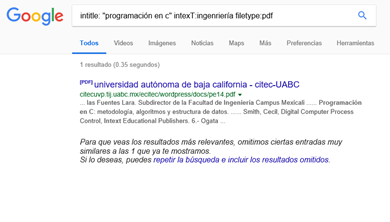 Google
intitle: "programación en c" intexT:ingenrería filetype:pdf
Todos Vídeos Imágenes Noticias Maps Más Preferencias Herramientas
1 resultado (0.35 segundos)
[PDF] universidad autónoma de baja california - citec-UABC
citecuvp.tij.uabc.mx/ecitec/wordpress/docs/pe14.pdf
... las Fuentes Lara. Subdirector de la Facultad de Ingeniería Campus Mexicali ...... Programación
en C: metodología, algoritmos y estructura de datos. ...... Smith, Cecil, Digital Computer Process
Control, Intext Educational Publishers. 6.- Ogata ...
Para que veas los resultados más relevantes, omitimos ciertas entradas muy
similares a las 1 que ya te mostramos.
Si lo deseas, puedes repetir la búsqueda e incluir los resultados omitidos.